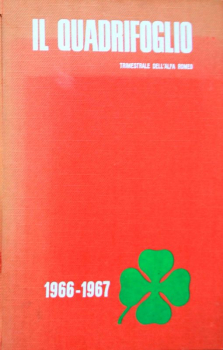 IL QUADRIFOGLIO
TRIMESTRALE DELL'ALFA ROMEO
1966-1967